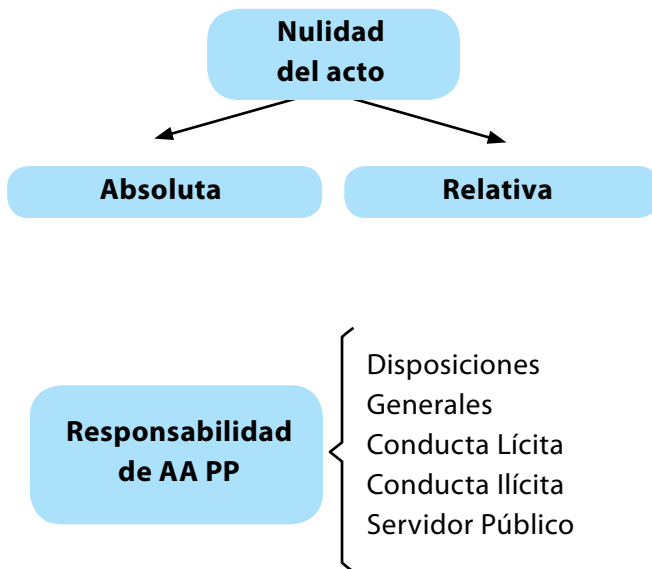 Nulidad
del acto
Absoluta
Relativa
Responsabilidad
de AA PP
Disposiciones
Generales
Conducta Lícita
Conducta Ilícita
Servidor Público